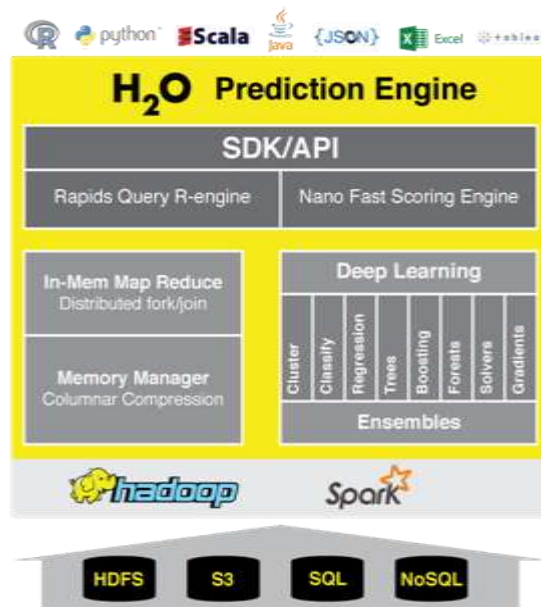 R python Scala Java {JSON} Excel +tableau
H2O Prediction Engine
SDK/API
Rapids Query R-engine Nano Fast Scoring Engine
In-Mem Map Reduce
Distributed fork/join
Memory Manager
Columnar Compression
Deep Learning
Cluster
Classify
Regression
Trees
Boosting
Forests
Solvers
Gradients
Ensembles
hadoop Spark
HDFS S3 SQL NoSQL